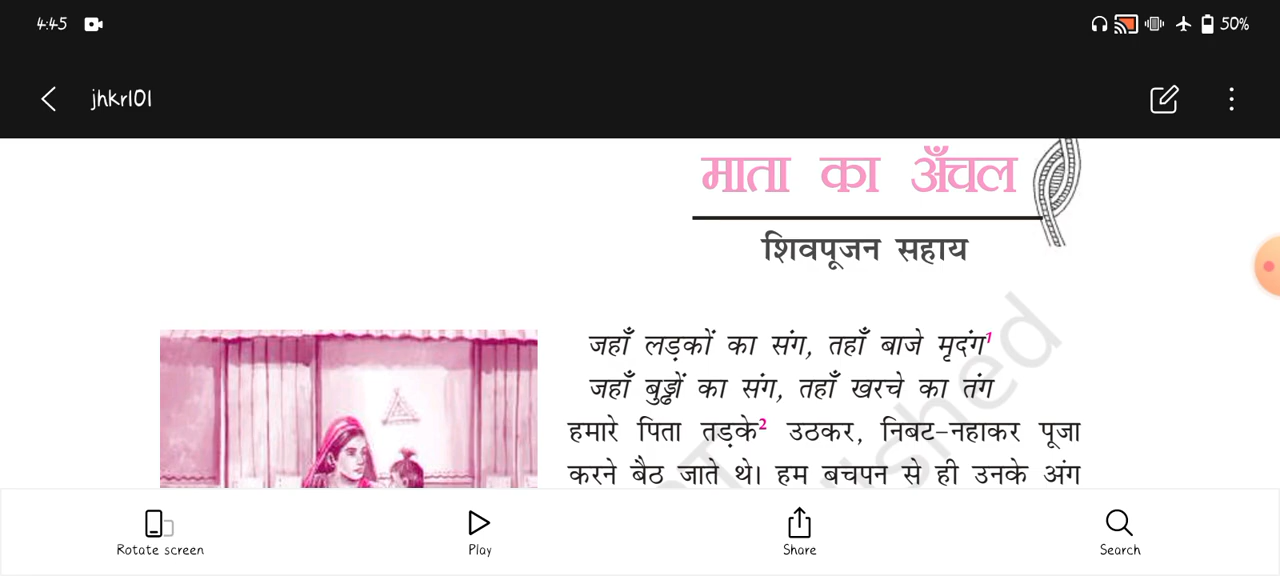 4:45
50%
jhkr101
माता का अँचल
शिवपूजन सहाय
जहाँ लड़कों का संग, तहाँ बाजे मृदंग¹
जहाँ बुड्ढों का संग, तहाँ खरचे का तंग
हमारे पिता तड़के² उठकर, निबट-नहाकर पूजा
करने बैठ जाते थे। हम बचपन से ही उनके अंग
Rotate screen
Play
Share
Search